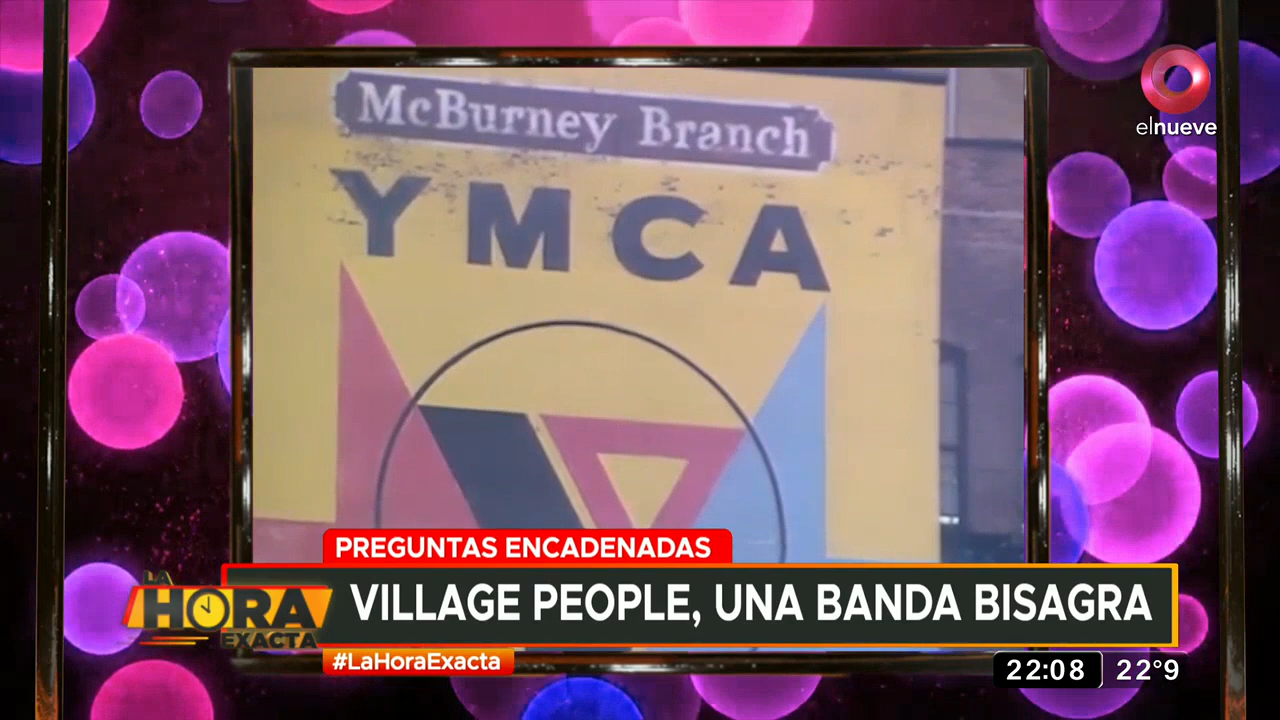 McBurney Branch
YMCA
elnueve
PREGUNTAS ENCADENADAS
LA
HORA
EXACTA
VILLAGE PEOPLE, UNA BANDA BISAGRA
#LaHoraExacta
22:08 22°9